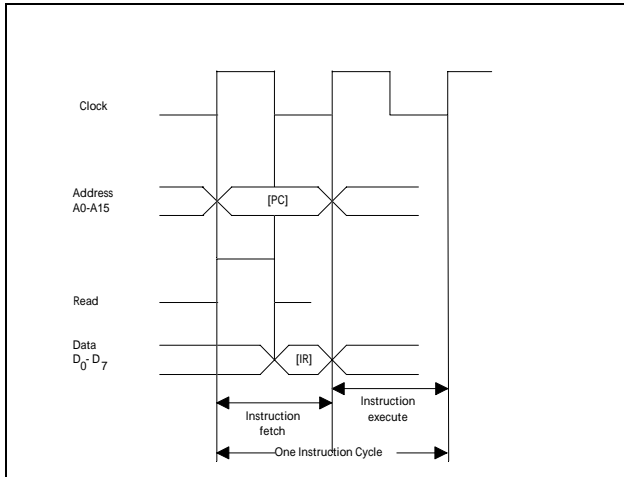 Clock
Address
A0-A15
[PC]
Read
Data
D0- D7
[IR]
Instruction
fetch
Instruction
execute
One Instruction Cycle